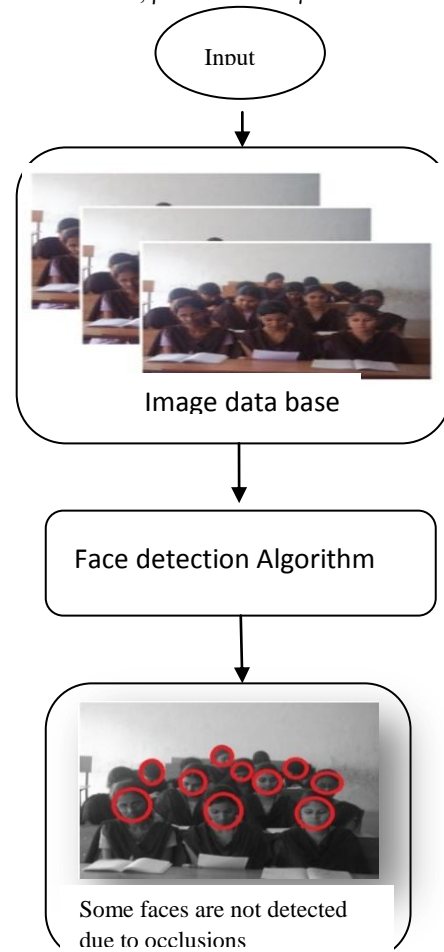 Input
Image data base
Face detection Algorithm
Some faces are not detected
due to occlusions